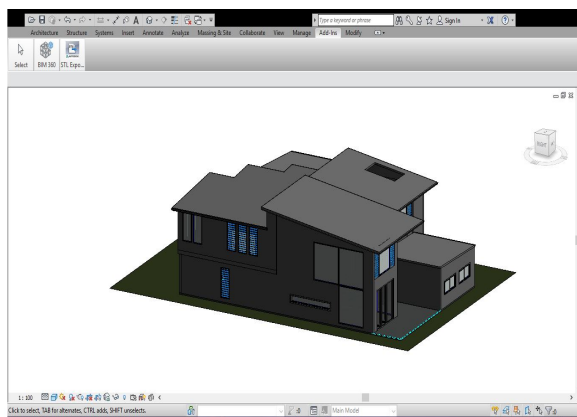 Type a keyword or phrase
Sign In
Architecture Structure Systems Insert Annotate Analyze Massing & Site Collaborate View Manage Add-Ins Modify
Select BIM 360 STL Expo...
1 : 100
Click to select, TAB for alternates, CTRL adds, SHIFT unselects.
:0 Main Model
:0